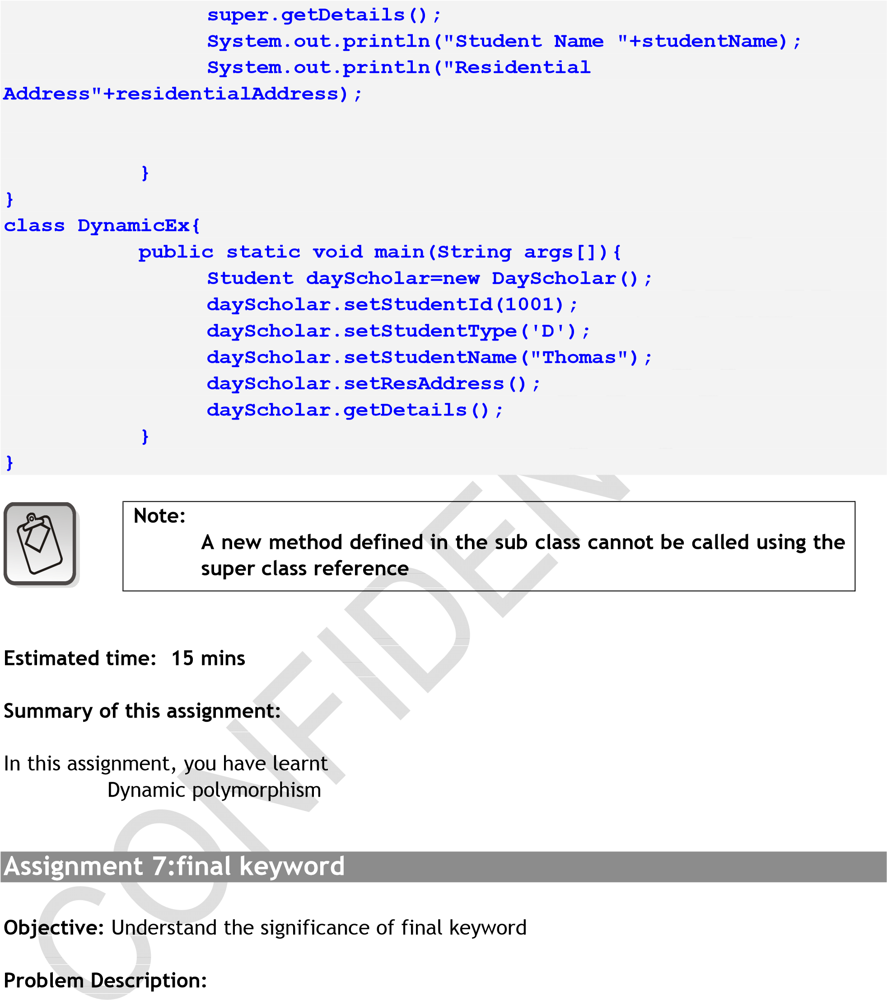 super.getDetails();
System.out.println("Student Name "+studentName);
System.out.println("Residential
Address"+residentialAddress);
}
}
class DynamicEx{
public static void main(String args[]){
Student dayScholar=new DayScholar();
dayScholar.setStudentId(1001);
dayScholar.setStudentType('D');
dayScholar.setStudentName("Thomas");
dayScholar.setResAddress();
dayScholar.getDetails();
}
}
Note:
A new method defined in the sub class cannot be called using the
super class reference
Estimated time: 15 mins
Summary of this assignment:
In this assignment, you have learnt
Dynamic polymorphism
Assignment 7:final keyword
Objective: Understand the significance of final keyword
Problem Description:
CONFIDEN